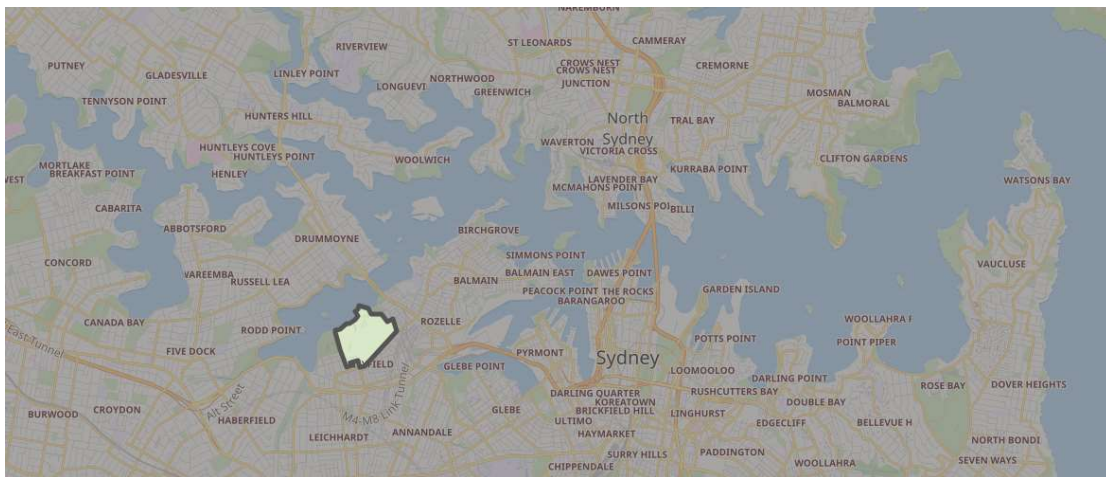 NAREMBURN
CAMMERAY
ST LEONARDS
RIVERVIEW
CROWS NEST
CROWS NEST
JUNCTION
CREMORNE
PUTNEY
GLADESVILLE
LINLEY POINT
NORTHWOOD
LONGUEVI
GREENWICH
MOSMAN
BALMORAL
TENNYSON POINT
HUNTERS HILL
North
Sydney
TRAL BAY
WAVERTON
VICTORIA CROSS
HUNTLEYS COVE
HUNTLEYS POINT
WOOLWICH
CLIFTON GARDENS
MORTLAKE
BREAKFAST POINT
HENLEY
KURRABA POINT
WEST
LAVENDER BAY
MCMAHONS POINT
WATSONS BAY
CABARITA
MILSONS POI
BILLI
ABBOTSFORD
BIRCHGROVE
DRUMMOYNE
SIMMONS POINT
CONCORD
VAREEMBA
RUSSELL LEA
BALMAIN
BALMAIN EAST
DAWES POINT
VAUCLUSE
PEACOCK POINT
THE ROCKS
BARANGAROO
GARDEN ISLAND
CANADA BAY
RODD POINT
ROZELLE
WOOLLAHRA P
East Tunnel
FIVE DOCK
FIELD
GLEBE POINT
PYRMONT
Sydney
POTTS POINT
POINT PIPER
LOOMOOLOO
DARLING POINT
RUSHCUTTERS BAY
ROSE BAY
DOVER HEIGHTS
Alt Street
M4-M8 Link Tunnel
DARLING QUARTER
KOREATOWN
BRICKFIELD HILL
DOUBLE BAY
BURWOOD
CROYDON
HABERFIELD
GLEBE
ULTIMO
LINGHURST
EDGECLIFF
BELLEVUE H
LEICHHARDT
ANNANDALE
HAYMARKET
NORTH BONDI
SURRY HILLS
PADDINGTON
CHIPPENDALE
WOOLLAHRA
SEVEN WAYS